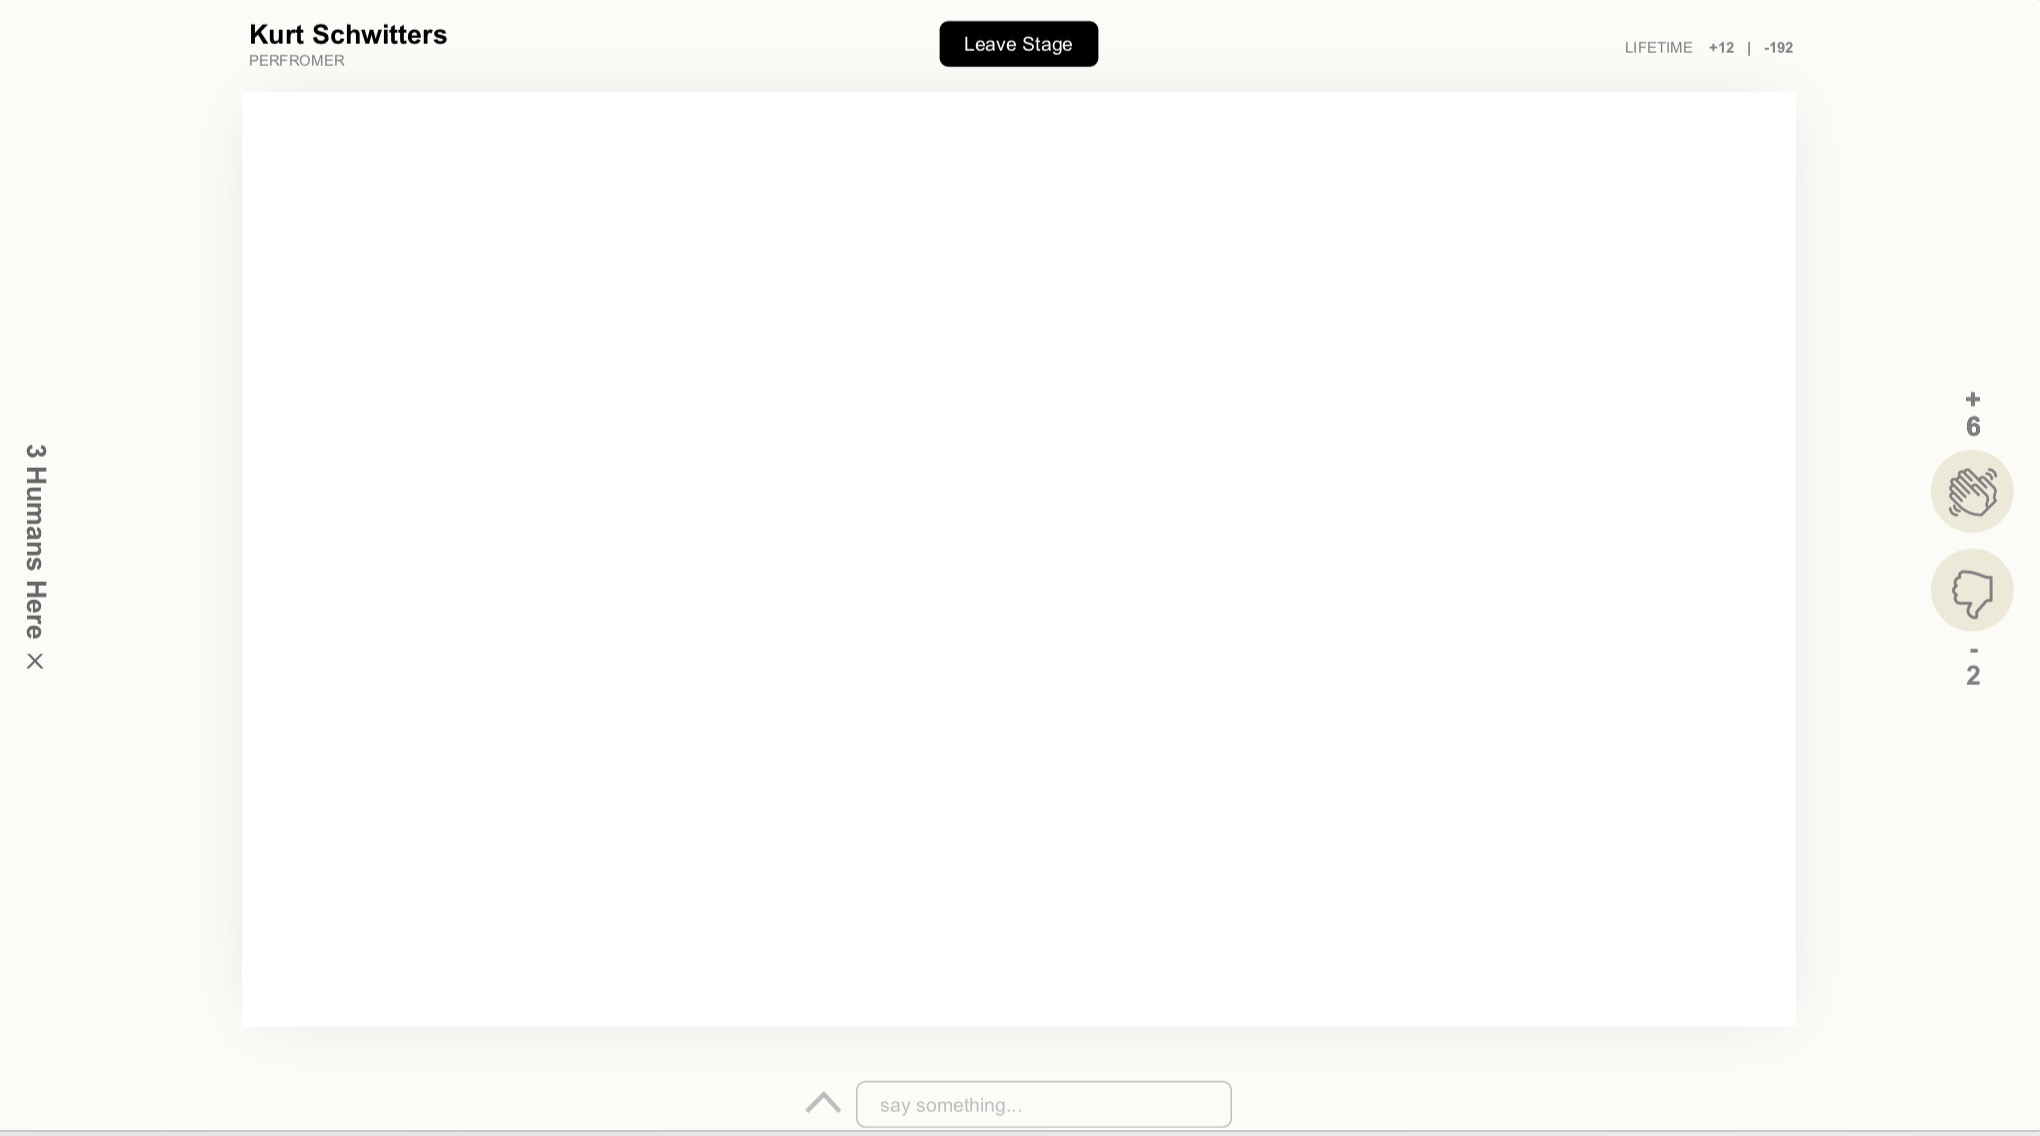 Kurt Schwitters
PERFROMER
Leave Stage
LIFETIME +12 | -192
3 Humans Here ×
+
6
-
2
say something...